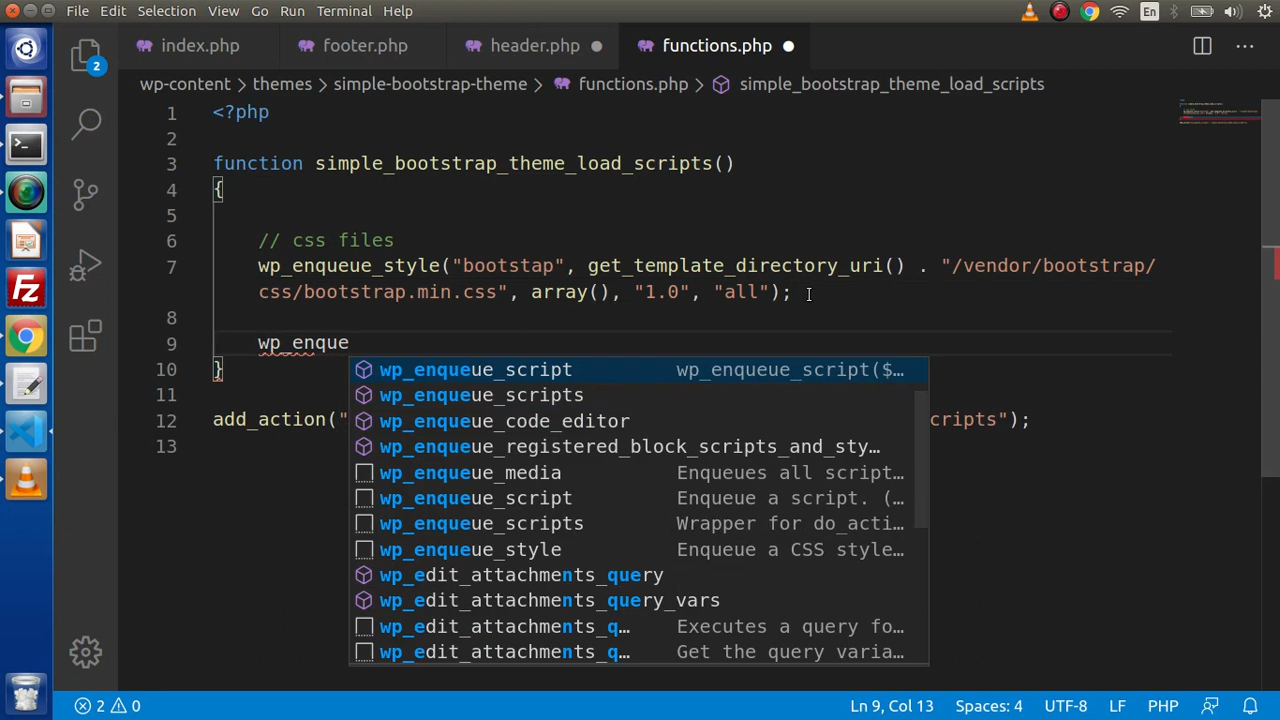 File Edit Selection View Go Run Terminal Help En
index.php footer.php header.php functions.php
2
wp-content > themes > simple-bootstrap-theme > functions.php > simple_bootstrap_theme_load_scripts
1 <?php
2
3 function simple_bootstrap_theme_load_scripts()
4 {
5
6 // css files
7 wp_enqueue_style("bootstap", get_template_directory_uri() . "/vendor/bootstrap/
css/bootstrap.min.css", array(), "1.0", "all");
8
9 wp_enque
10 }
11
12 add_action(" cripts");
13
wp_enqueue_script wp_enqueue_script($…
wp_enqueue_scripts
wp_enqueue_code_editor
wp_enqueue_registered_block_scripts_and_sty…
wp_enqueue_media Enqueues all script…
wp_enqueue_script Enqueue a script. (…
wp_enqueue_scripts Wrapper for do_acti…
wp_enqueue_style Enqueue a CSS style…
wp_edit_attachments_query
wp_edit_attachments_query_vars
wp_edit_attachments_q… Executes a query fo…
wp_edit_attachments_q… Get the query varia…
2 0 Ln 9, Col 13 Spaces: 4 UTF-8 LF PHP